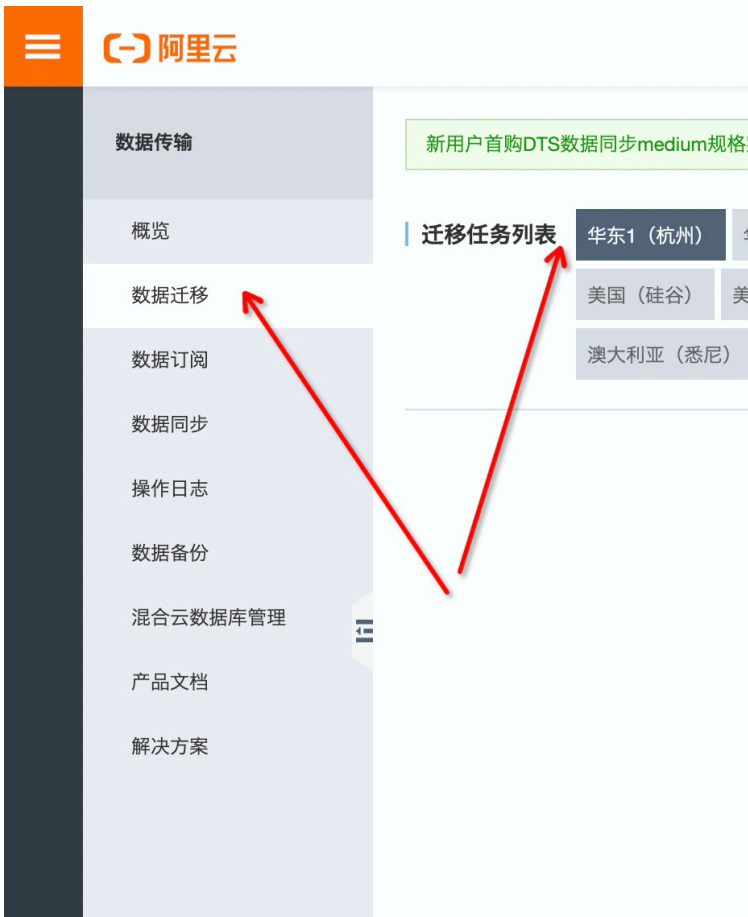 阿里云
数据传输
新用户首购DTS数据同步medium规格
概览
迁移任务列表 华东1（杭州）
数据迁移
美国（硅谷） 美
数据订阅
澳大利亚（悉尼）
数据同步
操作日志
数据备份
混合云数据库管理
产品文档
解决方案